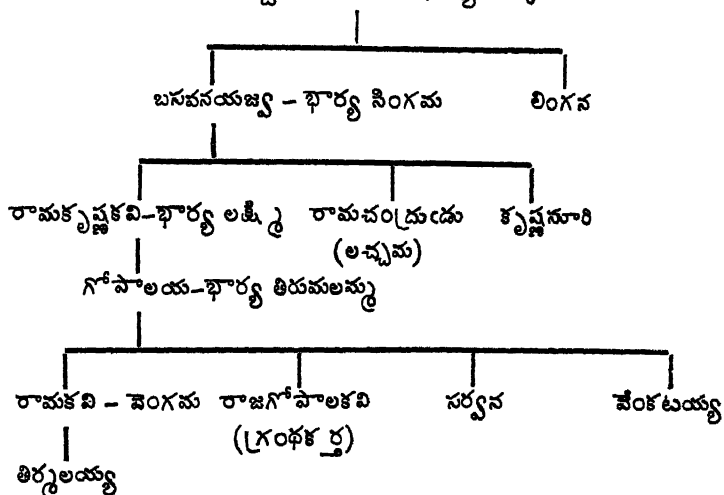 బసవనయజ్వ – భార్య సింగమ లింగన
రామకృష్ణకవి–భార్య లక్ష్మి రామచంద్రుఁడు కృష్ణసూరి
(లచ్చమ)
గోపాలయ–భార్య తిరుమలమ్మ
రామకవి – వెంగమ రాజగోపాలకవి సర్వన వేంకటయ్య
(గ్రంథకర్త)
తిర్మలయ్య